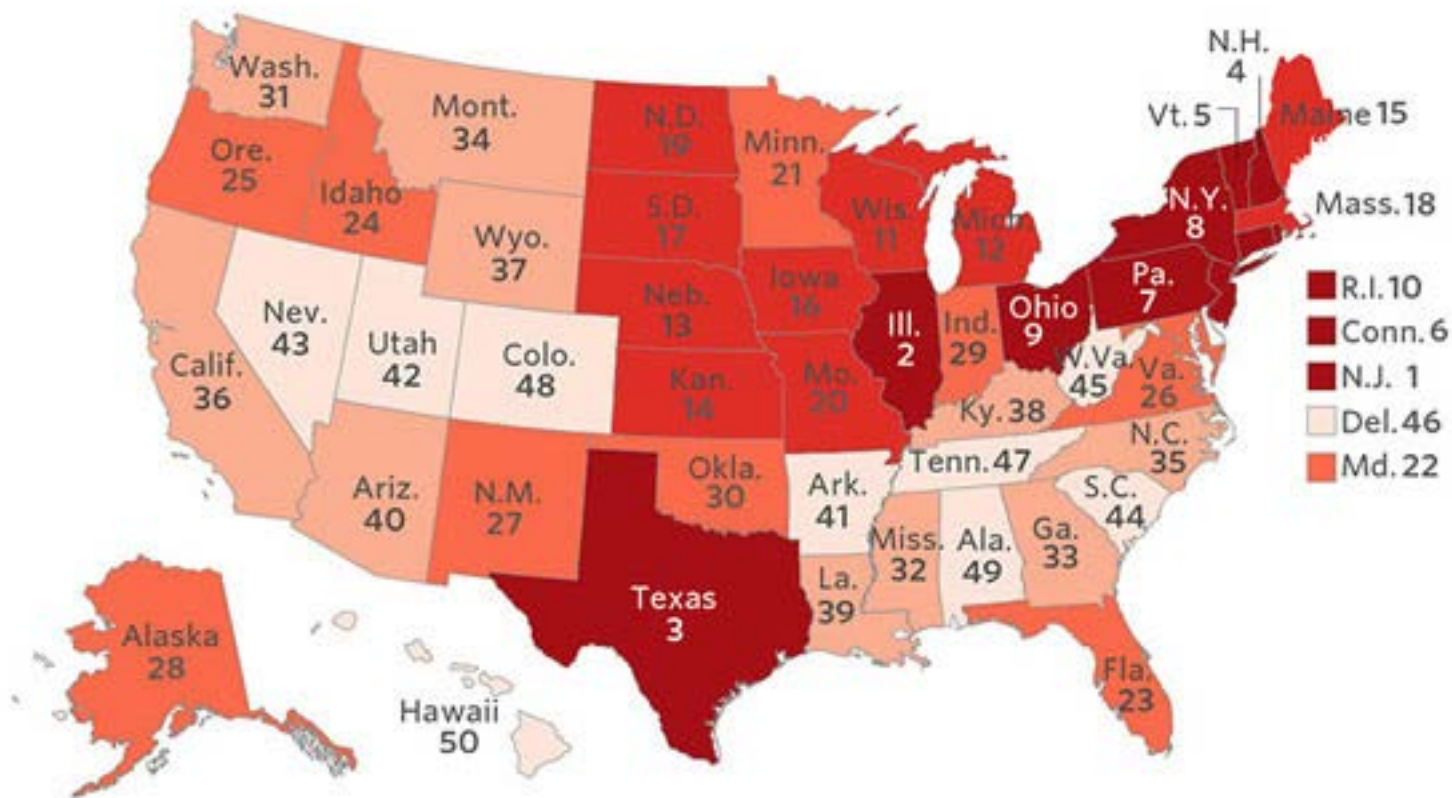 Wash.
31
Mont.
34
N.D.
19
Minn.
21
N.H.
4
Vt. 5
Maine 15
Ore.
25
Idaho
24
Wyo.
37
S.D.
17
Wis.
11
Mich.
12
N.Y.
8
Mass. 18
Nev.
43
Utah
42
Colo.
48
Neb.
13
Iowa
16
Ill.
2
Ind.
29
Ohio
9
Pa.
7
R.I. 10
Conn. 6
N.J. 1
Del. 46
Md. 22
Calif.
36
Kan.
14
Mo.
20
Ky. 38
W.Va.
45
Va.
26
Ariz.
40
N.M.
27
Okla.
30
Ark.
41
Tenn. 47
N.C.
35
S.C.
44
Texas
3
La.
39
Miss.
32
Ala.
49
Ga.
33
Fla.
23
Alaska
28
Hawaii
50